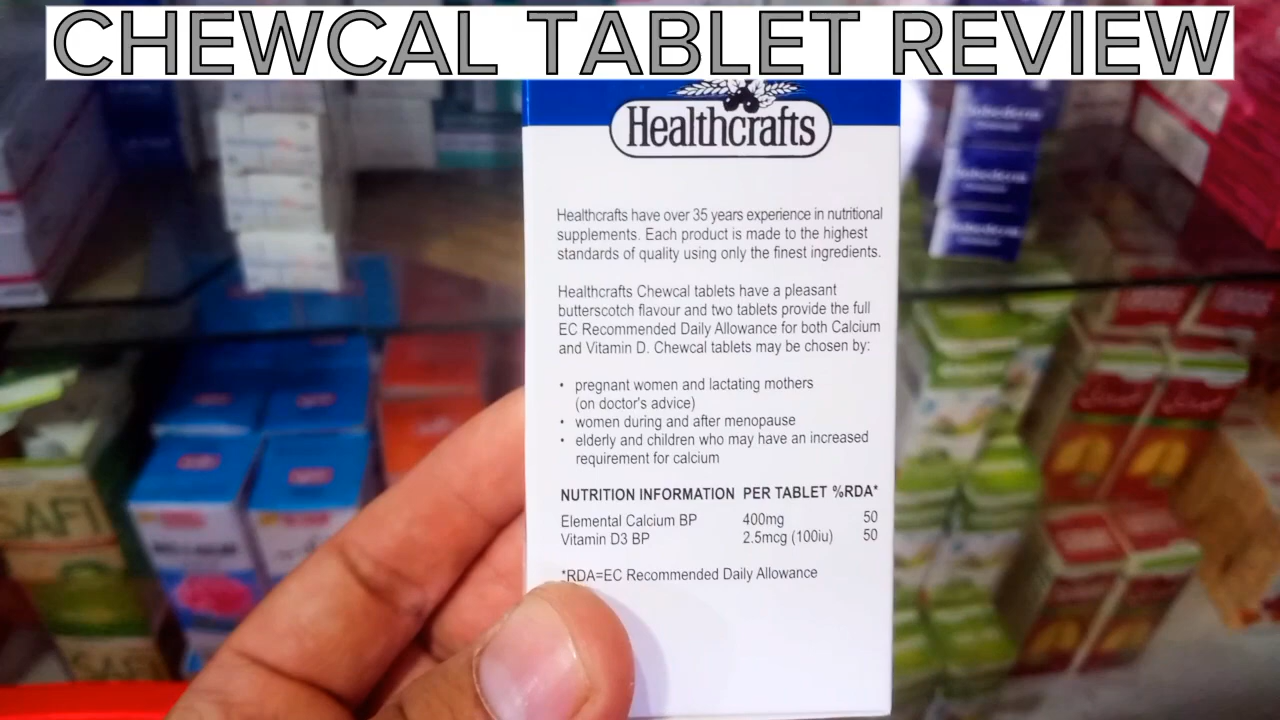 CHEWCAL TABLET REVIEW
Healthcrafts
Healthcrafts have over 35 years experience in nutritional
supplements. Each product is made to the highest
standards of quality using only the finest ingredients.
Healthcrafts Chewcal tablets have a pleasant
butterscotch flavour and two tablets provide the full
EC Recommended Daily Allowance for both Calcium
and Vitamin D. Chewcal tablets may be chosen by:
• pregnant women and lactating mothers
(on doctor's advice)
• women during and after menopause
• elderly and children who may have an increased
requirement for calcium
NUTRITION INFORMATION PER TABLET %RDA*
Elemental Calcium BP 400mg 50
Vitamin D3 BP 2.5mcg (100iu) 50
*RDA=EC Recommended Daily Allowance
SAFI
SAFI